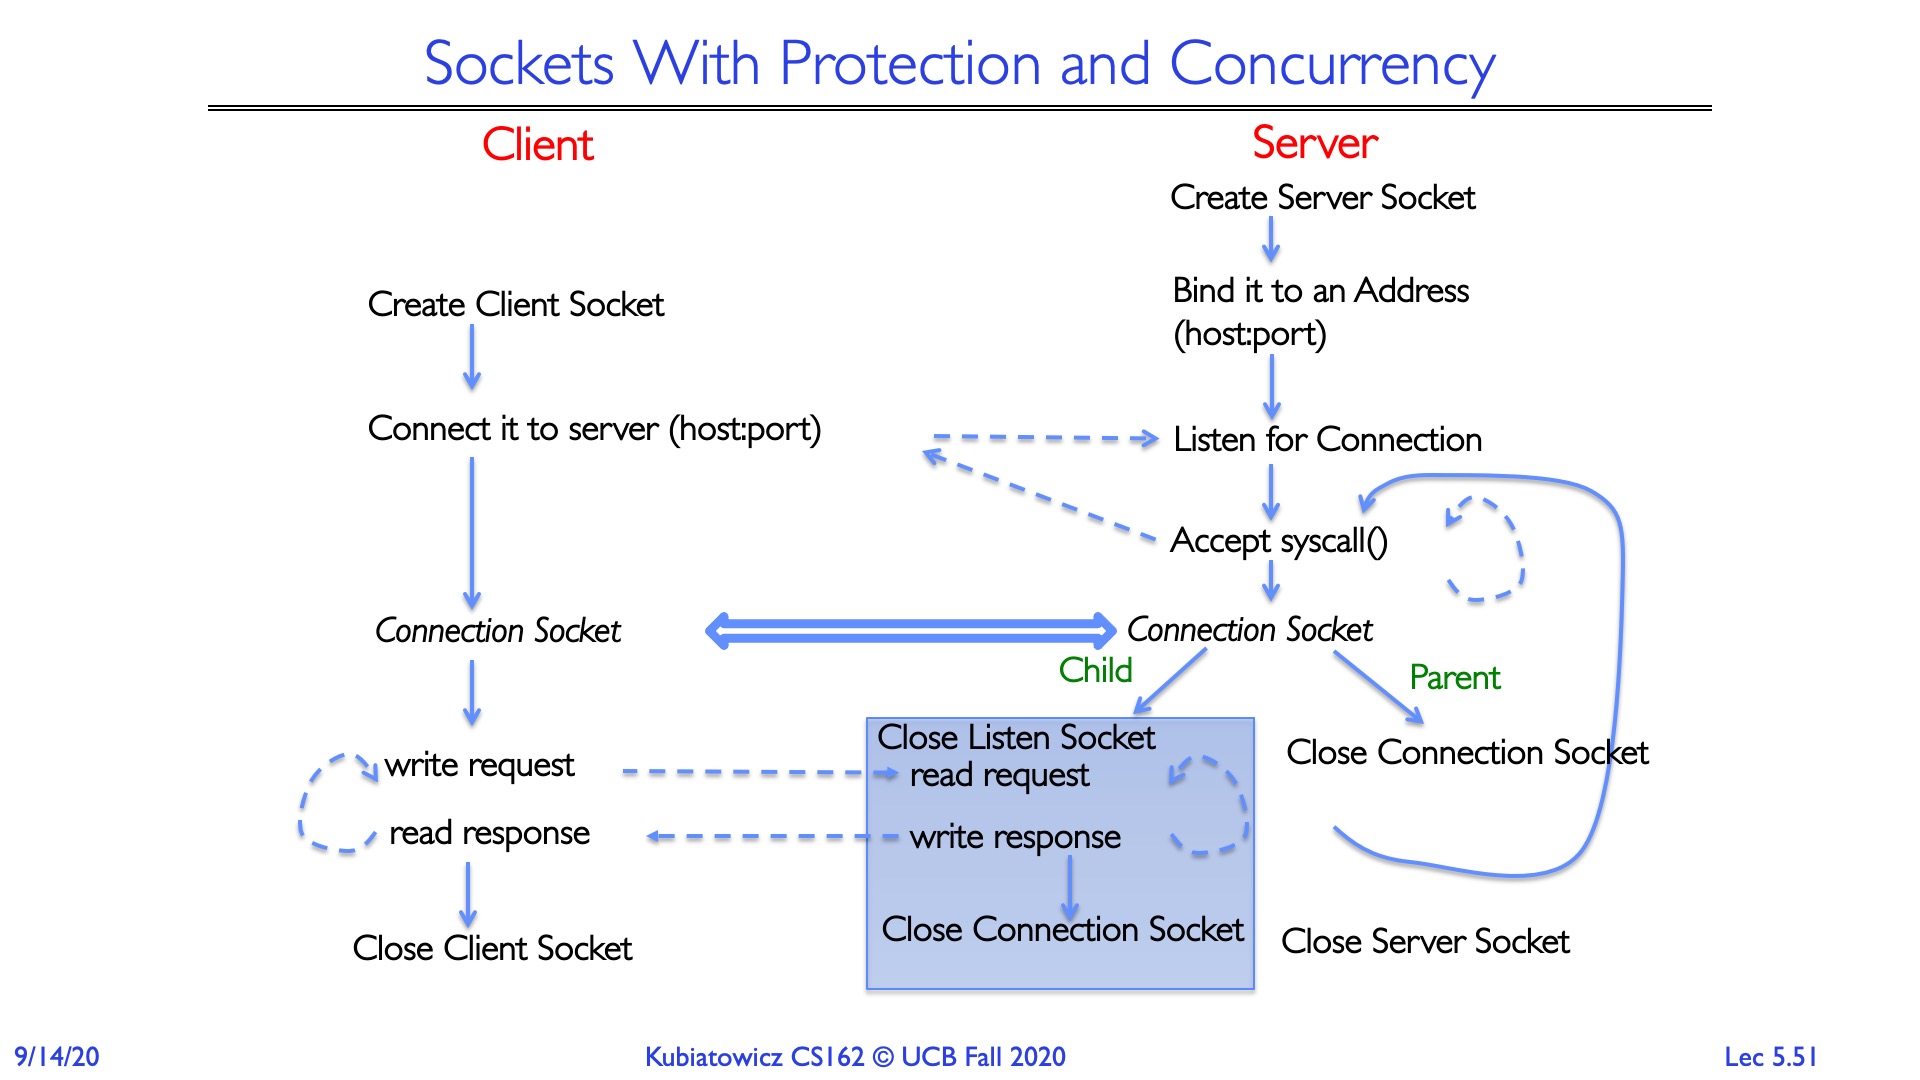 Sockets With Protection and Concurrency
Client
Create Client Socket
Connect it to server (host:port)
Connection Socket
write request
read response
Close Client Socket
Server
Create Server Socket
Bind it to an Address
(host:port)
Listen for Connection
Accept syscall()
Connection Socket
Child
Close Listen Socket
read request
write response
Close Connection Socket
Parent
Close Connection Socket
Close Server Socket
9/14/20
Kubiatowicz CS162 © UCB Fall 2020
Lec 5.51